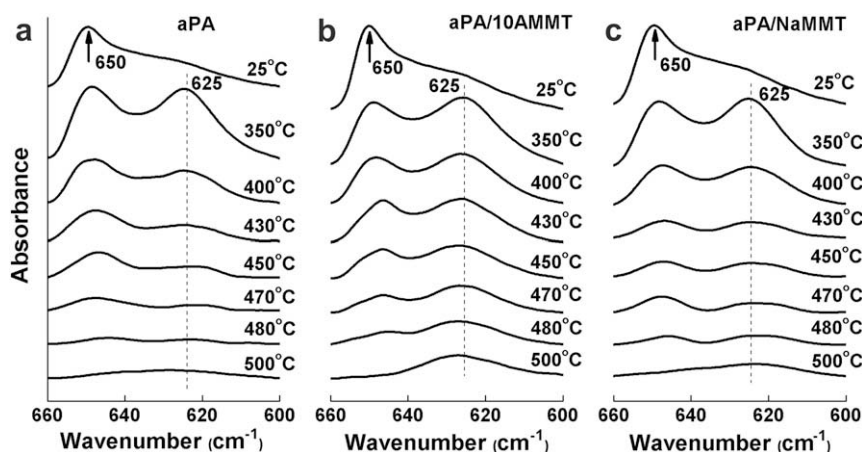 a aPA
650
25°C
625
350°C
400°C
430°C
450°C
470°C
480°C
500°C
660 640 620 600
Wavenumber (cm-1)
Absorbance
b aPA/10AMMT
650
25°C
625
350°C
400°C
430°C
450°C
470°C
480°C
500°C
660 640 620 600
Wavenumber (cm-1)
c aPA/NaMMT
650
25°C
625
350°C
400°C
430°C
450°C
470°C
480°C
500°C
660 640 620 600
Wavenumber (cm-1)